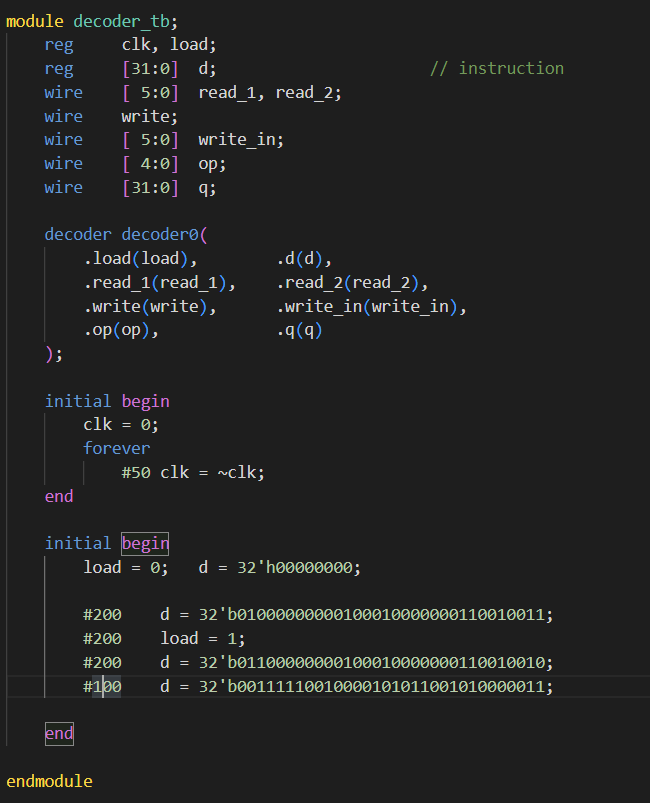 module decoder_tb;
    reg     clk, load;
    reg     [31:0]  d;                      // instruction
    wire    [ 5:0]  read_1, read_2;
    wire    write;
    wire    [ 5:0]  write_in;
    wire    [ 4:0]  op;
    wire    [31:0]  q;
    decoder decoder0(
        .load(load),        .d(d),
        .read_1(read_1),    .read_2(read_2),
        .write(write),      .write_in(write_in),
        .op(op),            .q(q)
    );
    initial begin
        clk = 0;
        forever
            #50 clk = ~clk;
    end
    initial begin
        load = 0;   d = 32'h00000000;
        #200    d = 32'b01000000000100010000000110010011;
        #200    load = 1;
        #200    d = 32'b01100000000100010000000110010010;
        #100    d = 32'b00111110010000101011001010000011;
    end
endmodule